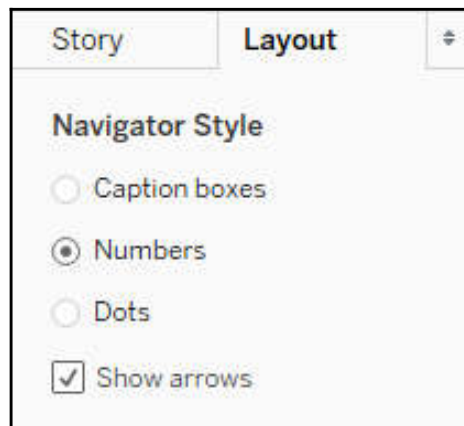 Story Layout
Navigator Style
Caption boxes
Numbers
Dots
Show arrows